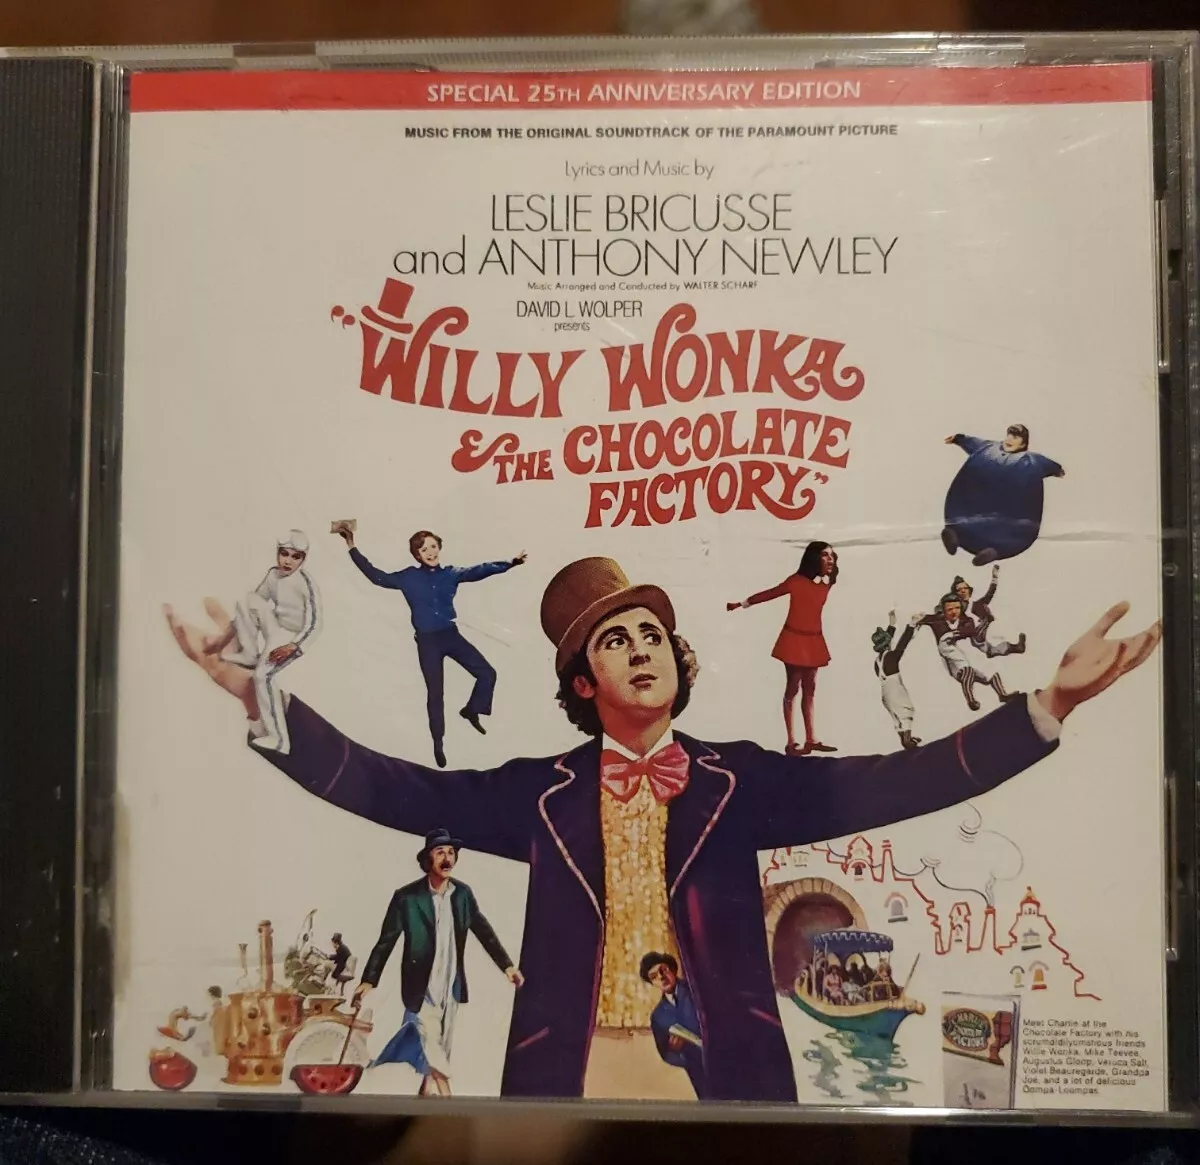 SPECIAL 25TH ANNIVERSARY EDITION
MUSIC FROM THE ORIGINAL SOUNDTRACK OF THE PARAMOUNT PICTURE
Lyrics and Music by
LESLIE BRICUSSE
and ANTHONY NEWLEY
Music Arranged and Conducted by WALTER SCHARF
DAVID L. WOLPER
presents
"WILLY WONKA
& THE CHOCOLATE
FACTORY"
Meet Charlie at the
Chocolate Factory with his
scrumdidilyumptious friends
Willie Wonka, Mike Teevee,
Augustus Gloop, Veruca Salt,
Violet Beauregarde, Grandpa
Joe, and a lot of delicious
Oompa-Loompas.